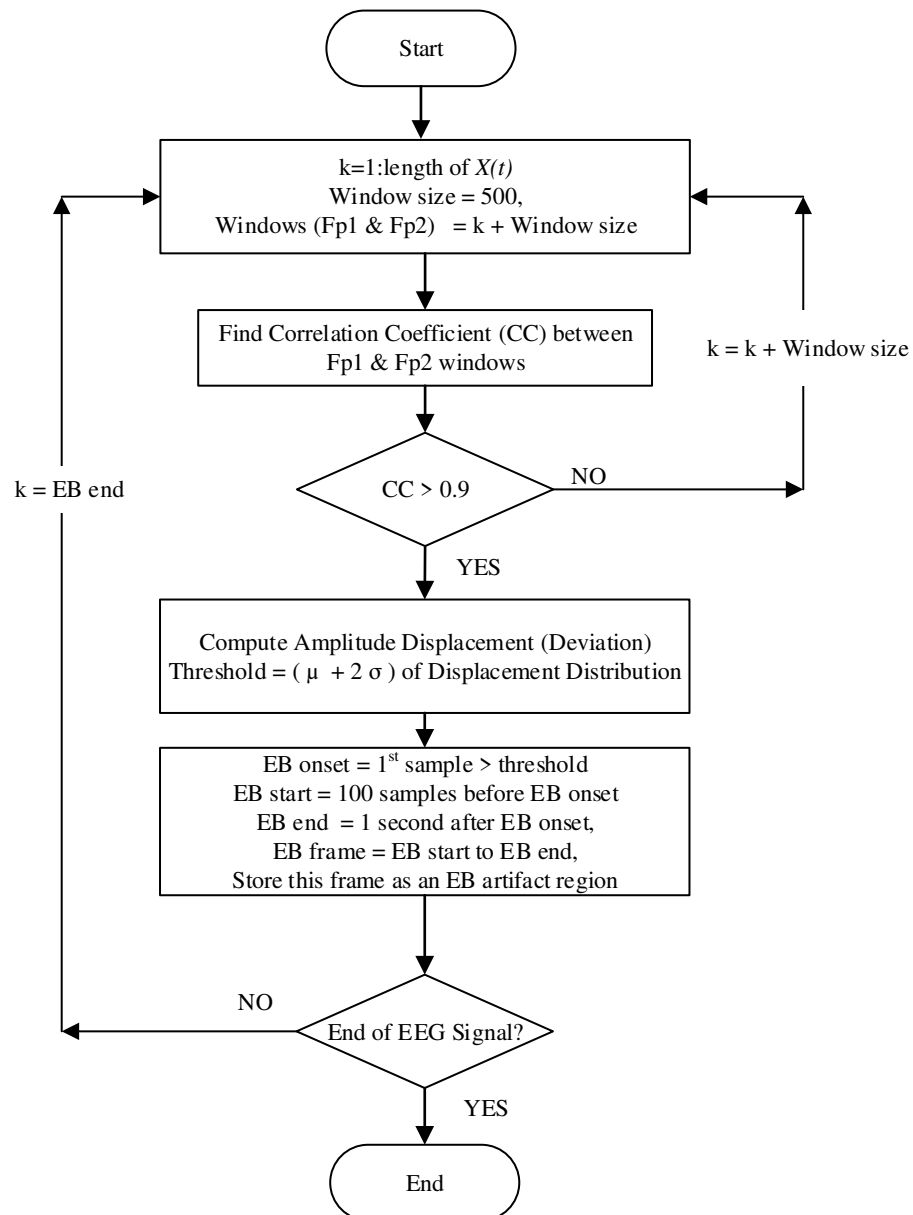 Start
k=1:length of X(t)
Window size = 500,
Windows (Fp1 & Fp2) = k + Window size
Find Correlation Coefficient (CC) between
Fp1 & Fp2 windows
k = k + Window size
CC > 0.9
NO
k = EB end
YES
Compute Amplitude Displacement (Deviation)
Threshold = ( μ + 2 σ ) of Displacement Distribution
EB onset = 1st sample > threshold
EB start = 100 samples before EB onset
EB end = 1 second after EB onset,
EB frame = EB start to EB end,
Store this frame as an EB artifact region
NO
End of EEG Signal?
YES
End